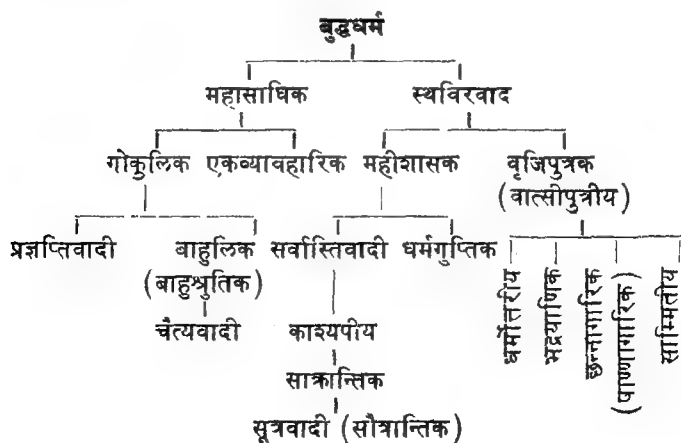 बुद्धधर्म
महासाघिक स्थविरवाद
गोकुलिक एकव्यावहारिक महीशासक वृजिपुत्रक
(वात्सीपुत्रीय)
प्रज्ञप्तिवादी बाहुलिक सर्वास्तिवादी धर्मगुप्तिक
(बाहुश्रुतिक)
चैत्यवादी काश्यपीय
साक्रान्तिक
सूत्रवादी (सौत्रान्तिक)
धर्मोत्तरीय
भद्रयाणिक
छन्नागारिक
(षाण्णागारिक)
साम्मितीय